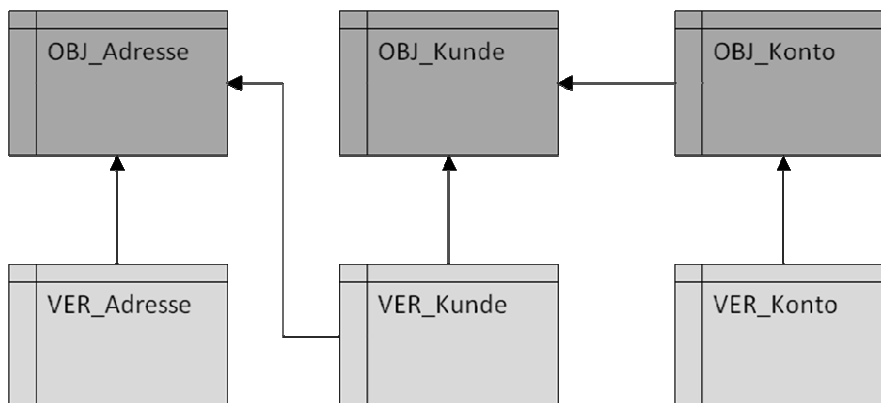 OBJ_Adresse
OBJ_Kunde
OBJ_Konto
VER_Adresse
VER_Kunde
VER_Konto